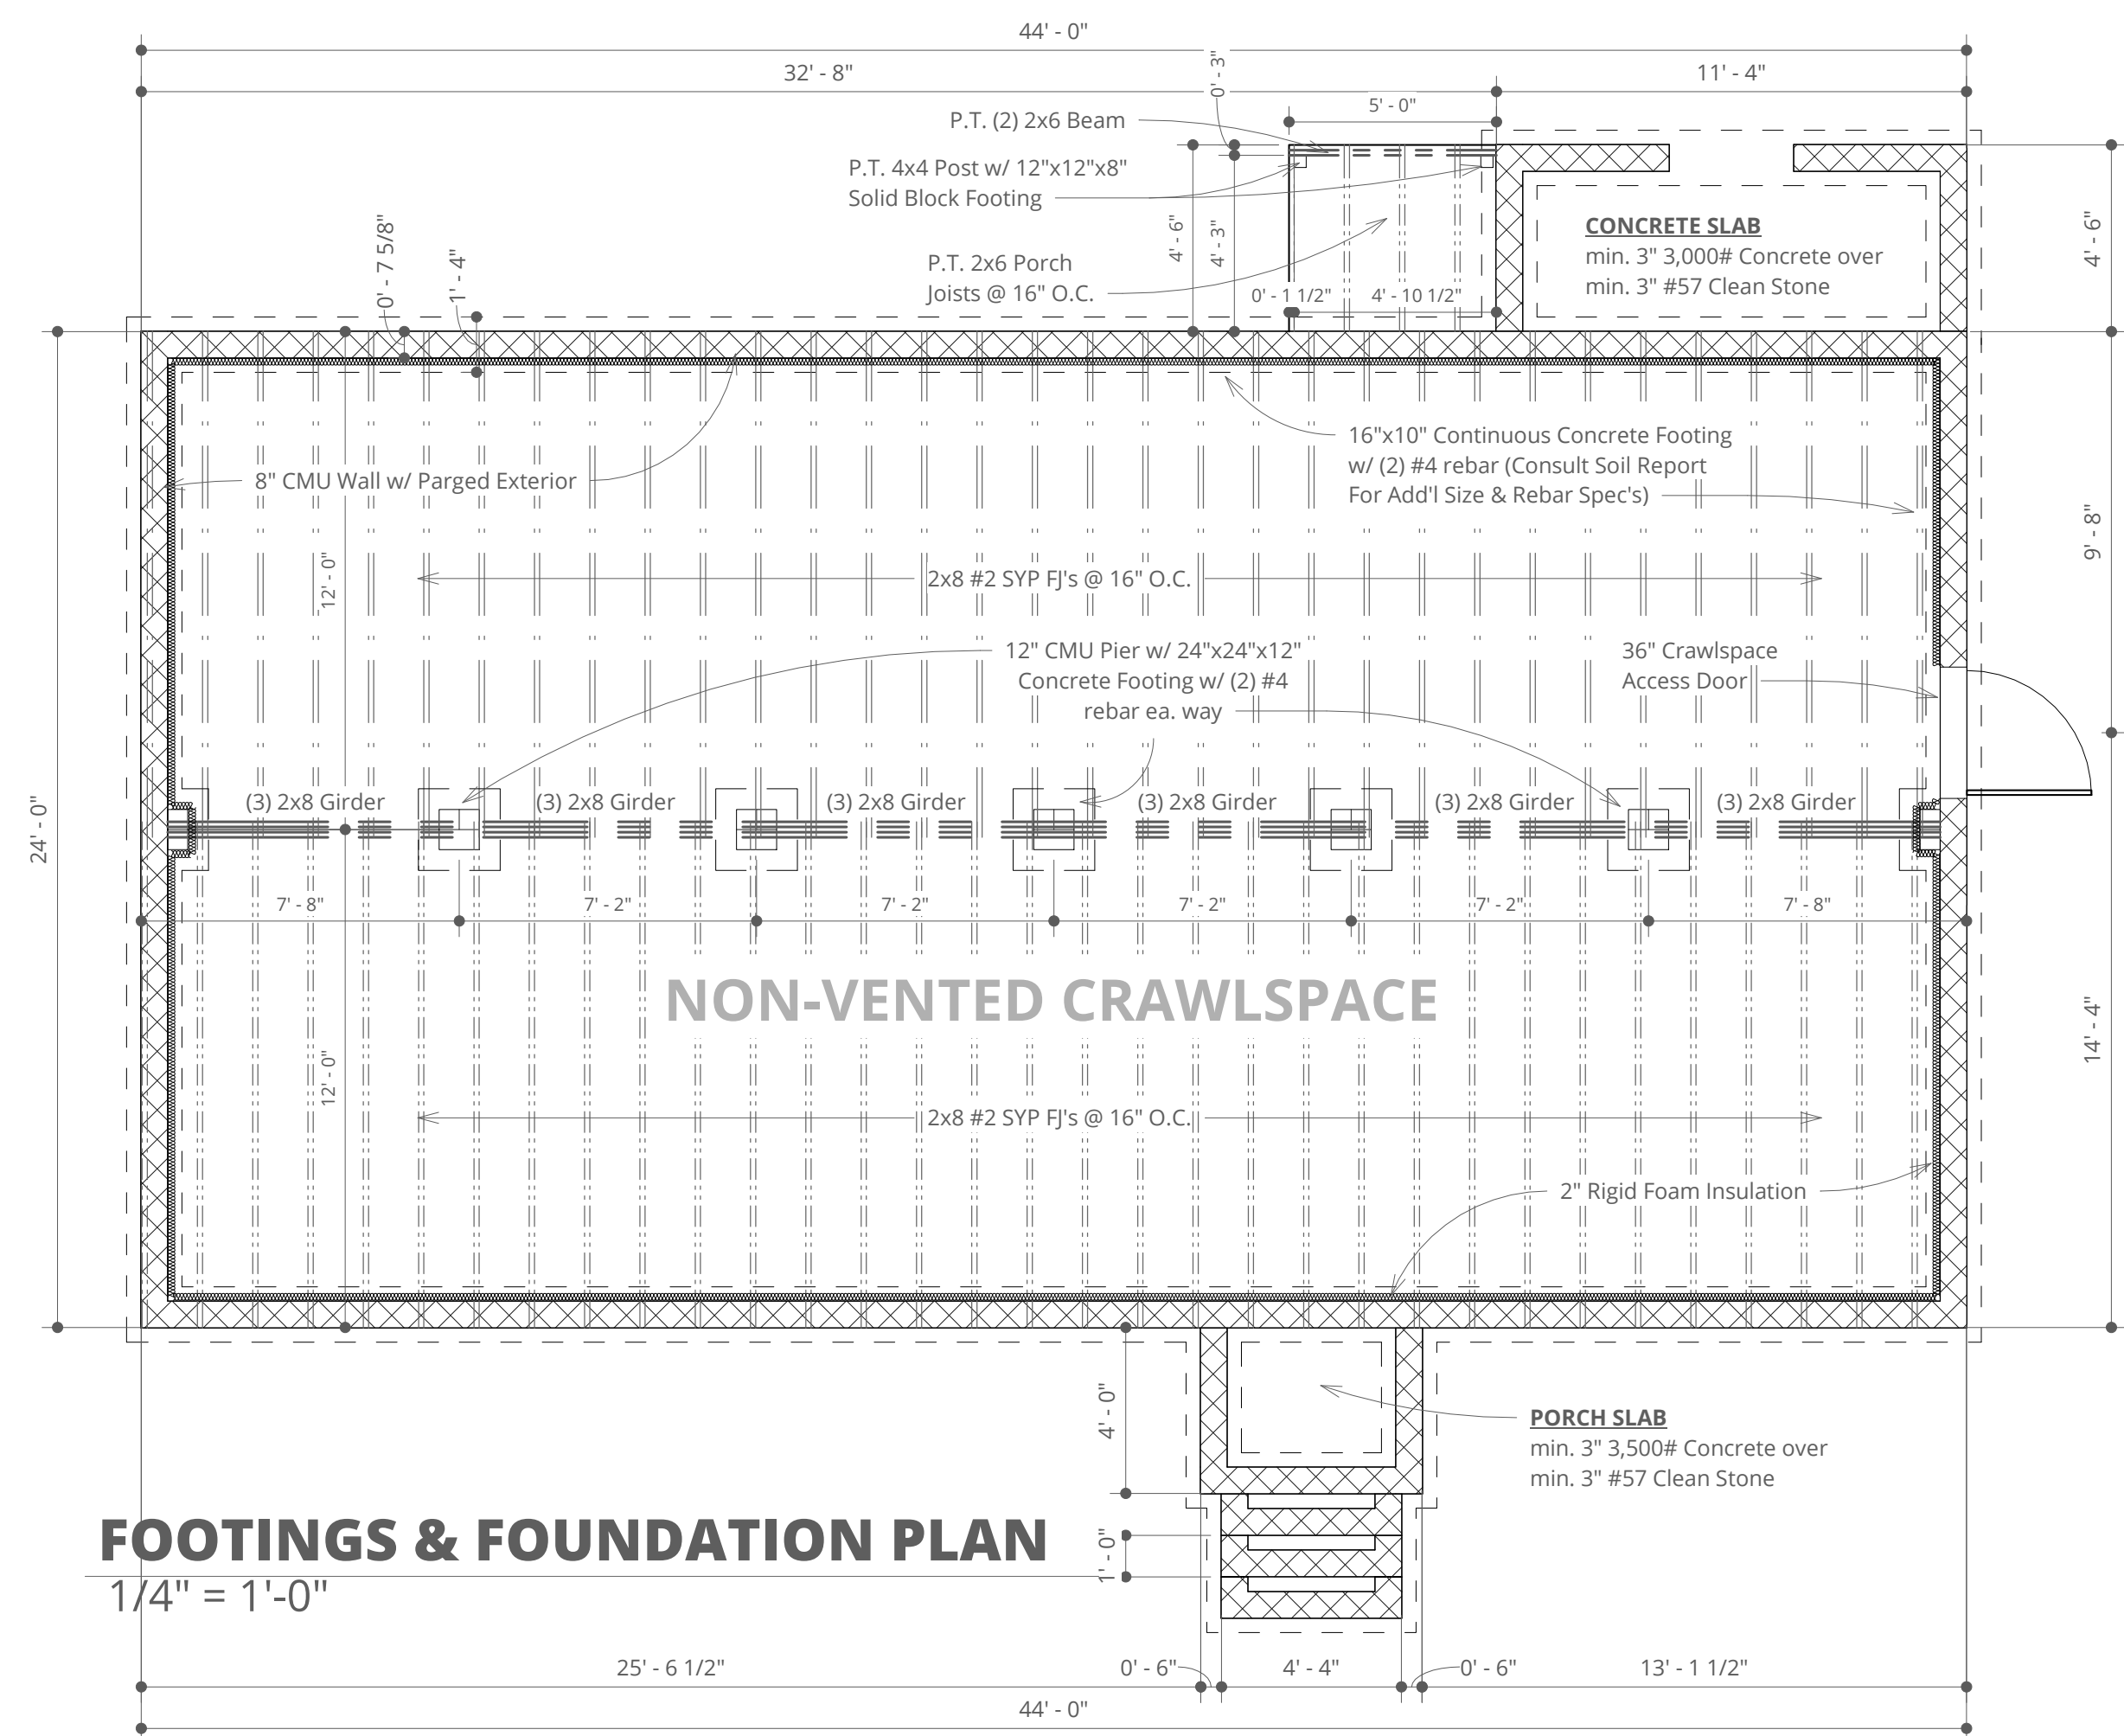 44' - 0"
32' - 8"
0' - 3"
11' - 4"
5' - 0"
P.T. (2) 2x6 Beam
P.T. 4x4 Post w/ 12"x12"x8"
Solid Block Footing
4' - 6"
4' - 3"
CONCRETE SLAB
min. 3" 3,000# Concrete over
min. 3" #57 Clean Stone
4' - 6"
0' - 7 5/8"
1' - 4"
P.T. 2x6 Porch
Joists @ 16" O.C.
0' - 1 1/2"
4' - 10 1/2"
16"x10" Continuous Concrete Footing
w/ (2) #4 rebar (Consult Soil Report
For Add'l Size & Rebar Spec's)
8" CMU Wall w/ Parged Exterior
9' - 8"
12' - 0"
2x8 #2 SYP FJ's @ 16" O.C.
12" CMU Pier w/ 24"x24"x12"
Concrete Footing w/ (2) #4
rebar ea. way
36" Crawlspace
Access Door
(3) 2x8 Girder
(3) 2x8 Girder
(3) 2x8 Girder
(3) 2x8 Girder
(3) 2x8 Girder
(3) 2x8 Girder
24' - 0"
7' - 8"
7' - 2"
7' - 2"
7' - 2"
7' - 2"
7' - 8"
NON-VENTED CRAWLSPACE
14' - 4"
12' - 0"
2x8 #2 SYP FJ's @ 16" O.C.
2" Rigid Foam Insulation
4' - 0"
PORCH SLAB
min. 3" 3,500# Concrete over
min. 3" #57 Clean Stone
1' - 0"
FOOTINGS & FOUNDATION PLAN
1/4" = 1'-0"
25' - 6 1/2"
0' - 6"
4' - 4"
0' - 6"
13' - 1 1/2"
44' - 0"